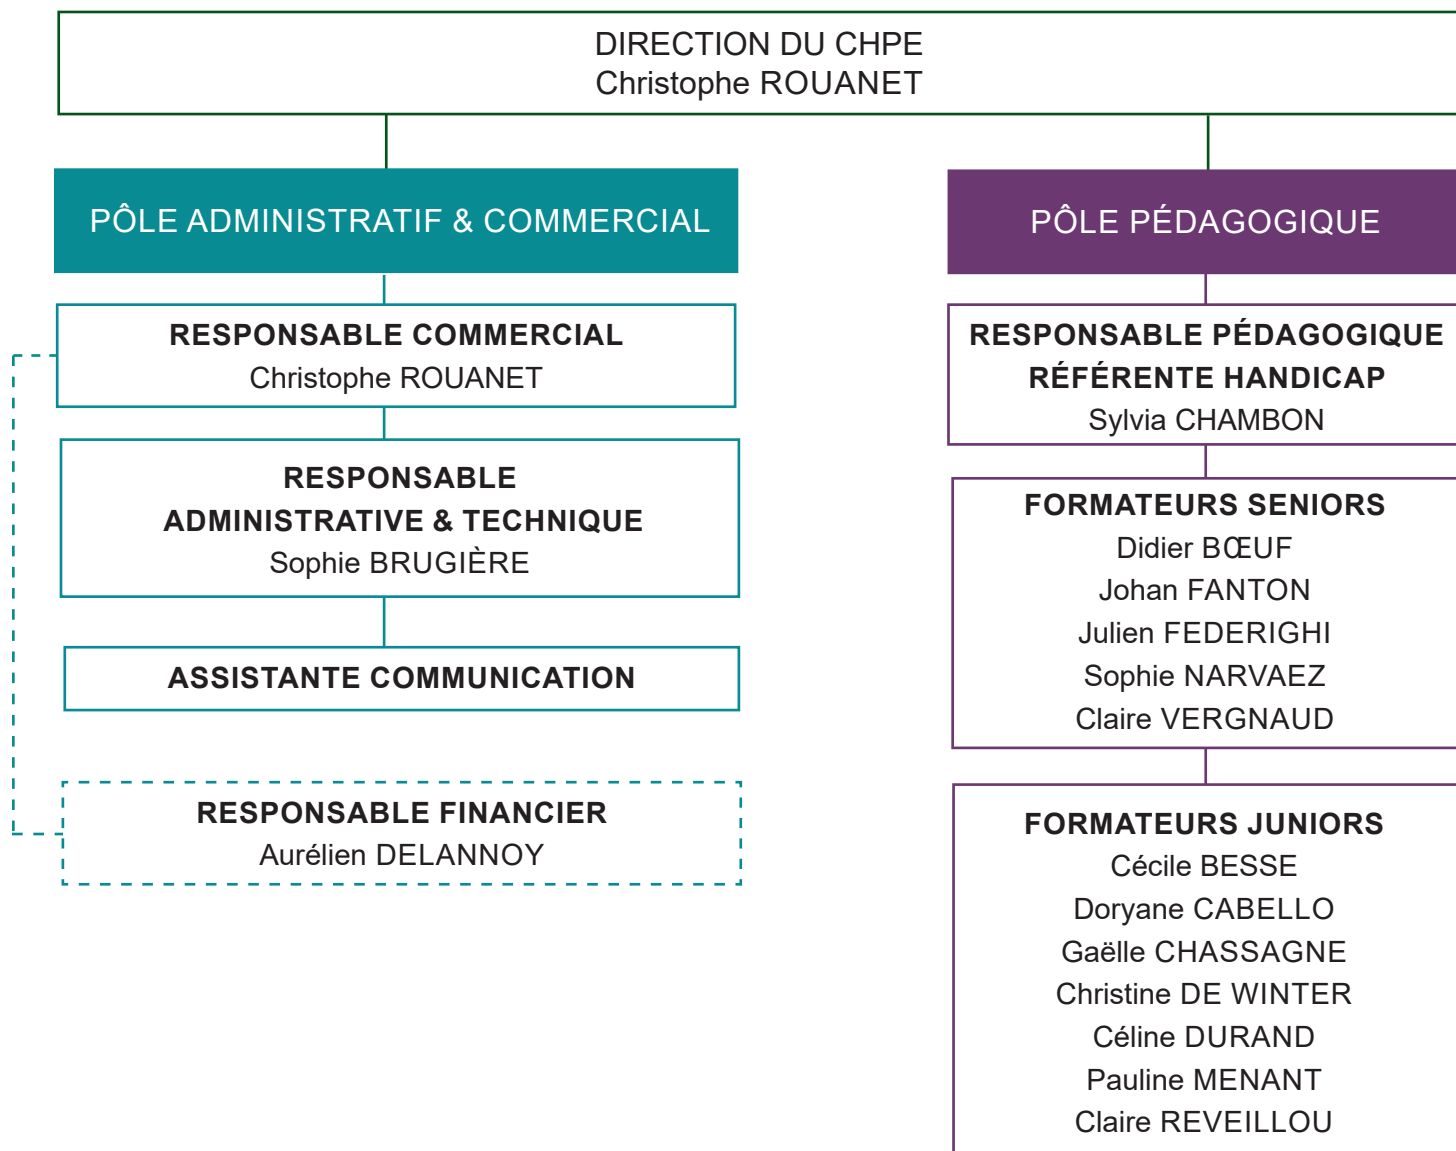 DIRECTION DU CHPE
Christophe ROUANET
PÔLE ADMINISTRATIF & COMMERCIAL
RESPONSABLE COMMERCIAL
Christophe ROUANET
RESPONSABLE
ADMINISTRATIVE & TECHNIQUE
Sophie BRUGIÈRE
ASSISTANTE COMMUNICATION
RESPONSABLE FINANCIER
Aurélien DELANNOY
PÔLE PÉDAGOGIQUE
RESPONSABLE PÉDAGOGIQUE
RÉFÉRENTE HANDICAP
Sylvia CHAMBON
FORMATEURS SENIORS
Didier BŒUF
Johan FANTON
Julien FEDERIGHI
Sophie NARVAEZ
Claire VERGNAUD
FORMATEURS JUNIORS
Cécile BESSE
Doryane CABELLO
Gaëlle CHASSAGNE
Christine DE WINTER
Céline DURAND
Pauline MENANT
Claire REVEILLOU